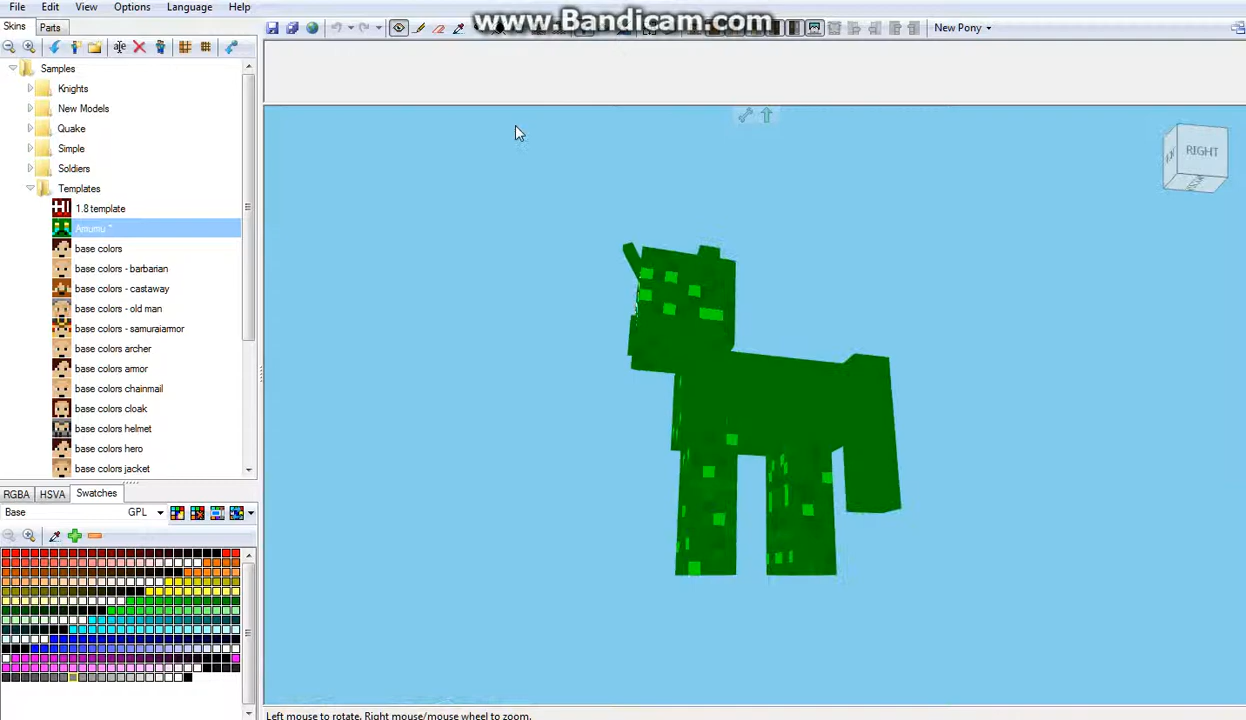 www.Bandicam.com
File Edit View Options Language Help
Skins Parts
New Pony
Samples
Knights
New Models
Quake
Simple
Soldiers
Templates
1.8 template
Amumu *
base colors
base colors - barbarian
base colors - castaway
base colors - old man
base colors - samuraiarmor
base colors archer
base colors armor
base colors chainmail
base colors cloak
base colors helmet
base colors hero
base colors jacket
RIGHT
RGBA HSVA Swatches
Base GPL
Left mouse to rotate. Right mouse/mouse wheel to zoom.